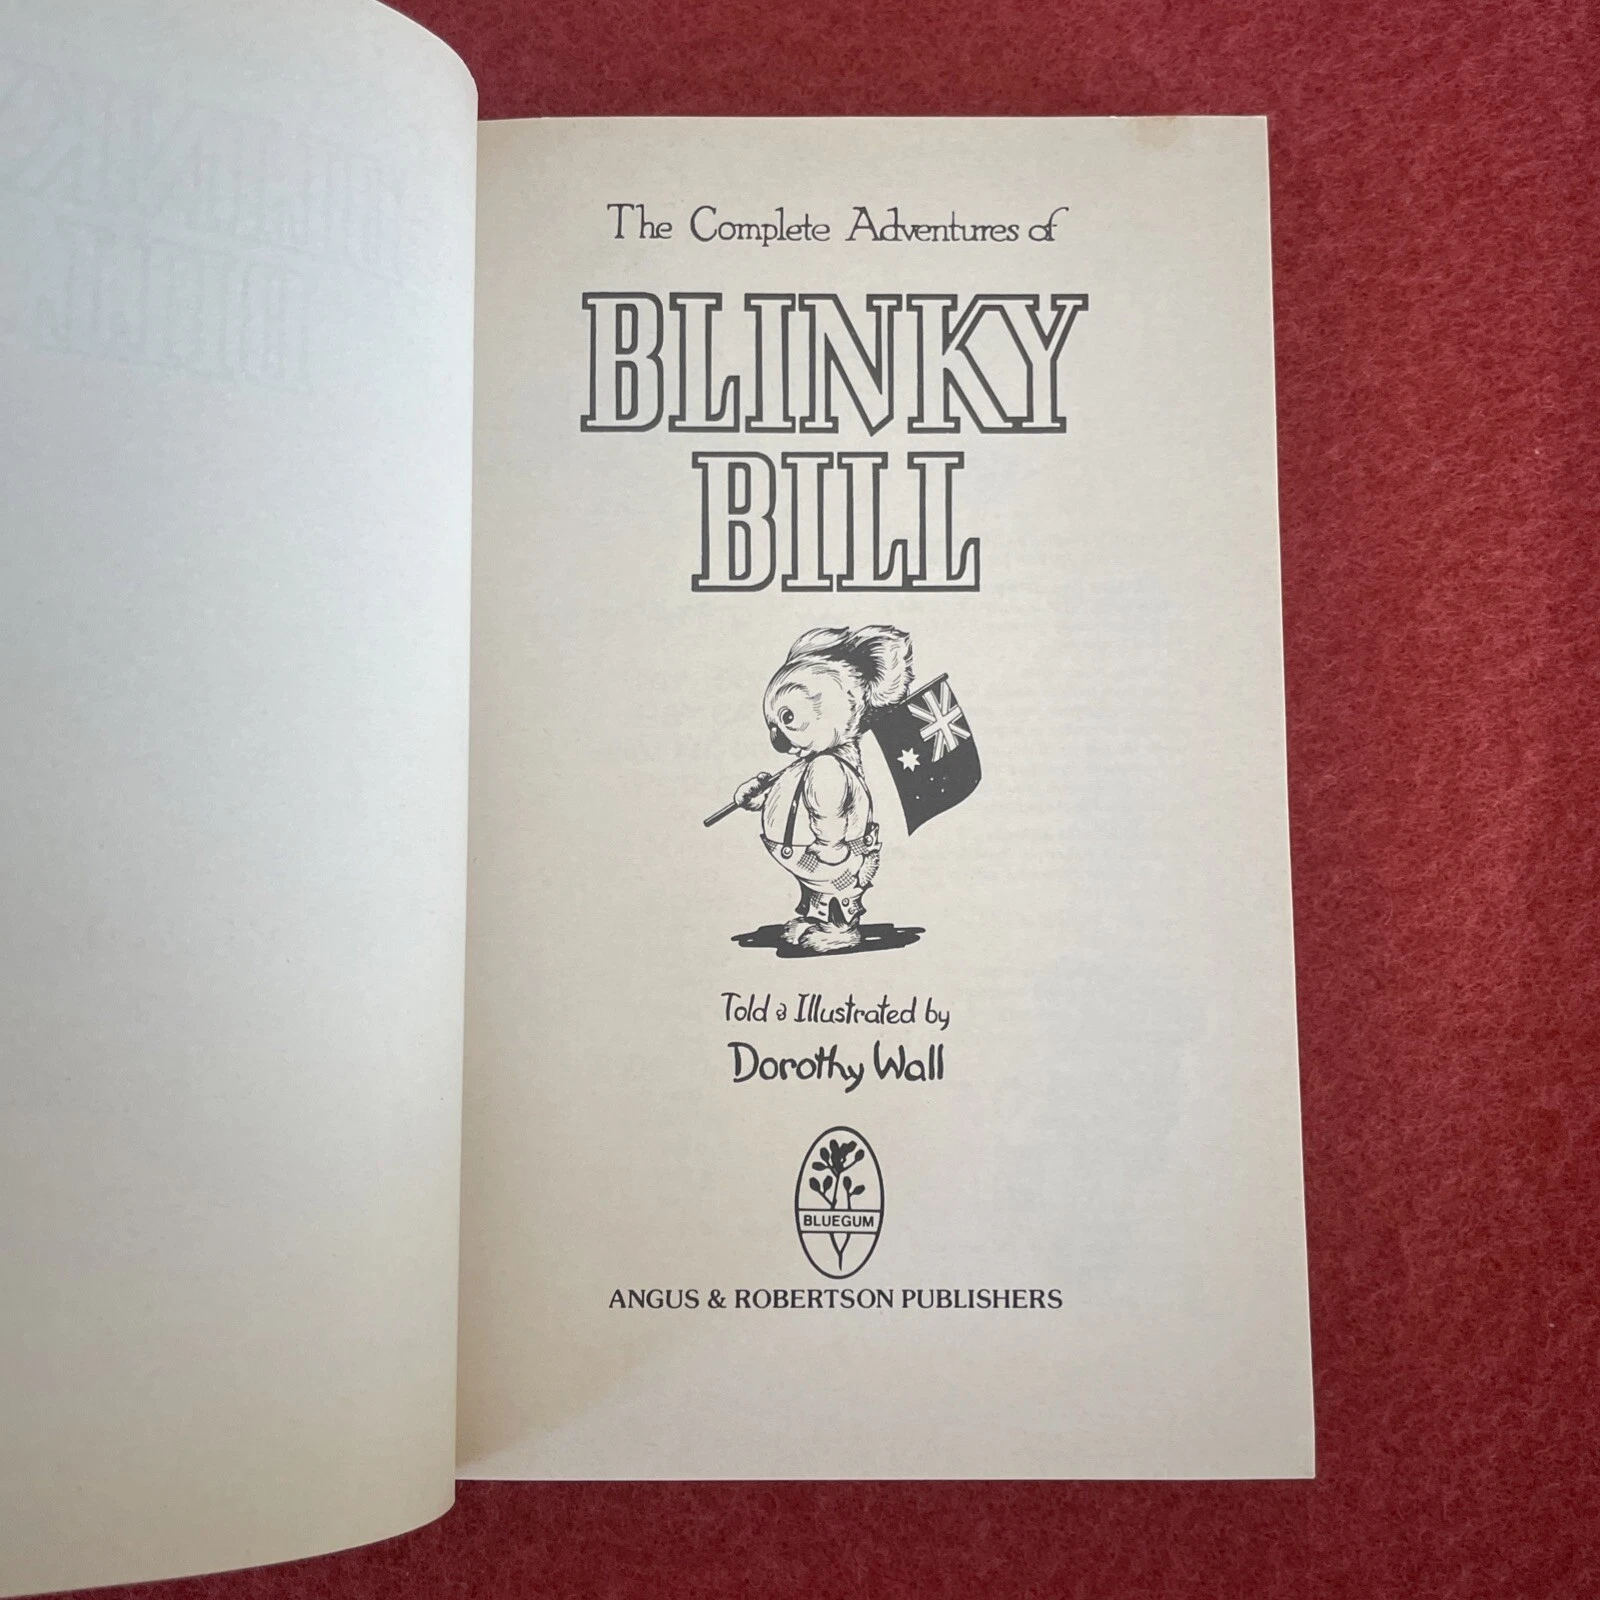 The Complete Adventures of
BLINKY
BILL
Told & Illustrated by
Dorothy Wall
BLUEGUM
ANGUS & ROBERTSON PUBLISHERS